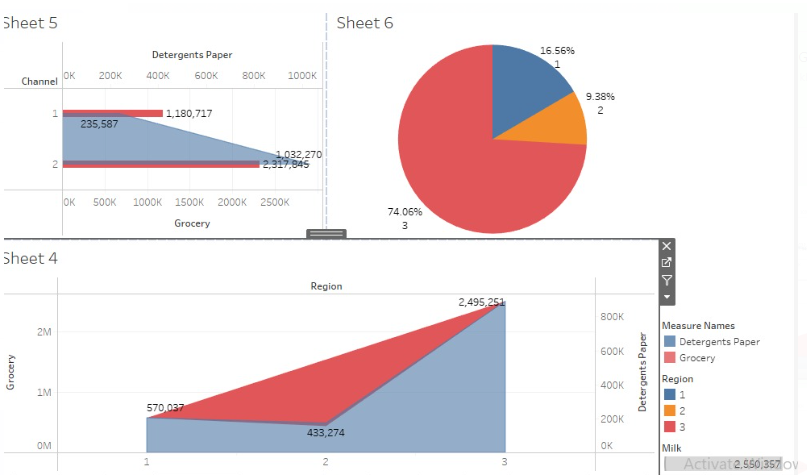 Sheet 5
Detergents Paper
Channel
0K 200K 400K 600K 800K 1000K
1
1,180,717
235,587
2
1,032,270
2,317,845
0K 500K 1000K 1500K 2000K 2500K
Grocery
Sheet 6
16.56%
1
9.38%
2
74.06%
3
Sheet 4
Region
Grocery
2M
1M
0M
570,037
433,274
2,495,251
1 2 3
800K
600K
400K
200K
0K
Detergents Paper
Measure Names
Detergents Paper
Grocery
Region
1
2
3
Milk
2,550,357